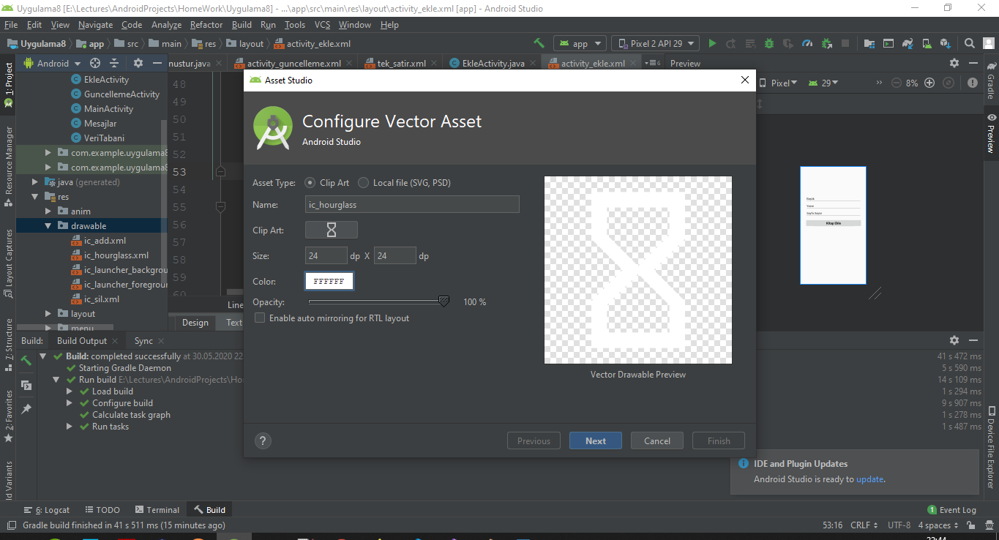 Uygulama8 [E:\Lectures\AndroidProjects\HomeWork\Uygulama8] - ...\app\src\main\res\layout\activity_ekle.xml [app] - Android Studio
File Edit View Navigate Code Analyze Refactor Build Run Tools VCS Window Help
Uygulama8 app src main res layout activity_ekle.xml app Pixel 2 API 29
1: Project
Resource Manager
Layout Captures
7: Structure
2: Favorites
ld Variants
Android
EkleActivity
GuncellemeActivity
MainActivity
Mesajlar
VeriTabani
com.example.uygulama8
com.example.uygulama8
java (generated)
res
anim
drawable
ic_add.xml
ic_hourglass.xml
ic_launcher_backgrou
ic_launcher_foregroun
ic_sil.xml
layout
menu
nustur.java activity_guncelleme.xml tek_satir.xml EkleActivity.java activity_ekle.xml 6
48
49
50
51
52
53
54
55
56
57
58
59
60
Line
Design Text
Asset Studio
Configure Vector Asset
Android Studio
Asset Type: Clip Art Local file (SVG, PSD)
Name: ic_hourglass
Clip Art:
Size: 24 dp X 24 dp
Color: FFFFFF
Opacity: 100 %
Enable auto mirroring for RTL layout
Vector Drawable Preview
? Previous Next Cancel Finish
Preview
Pixel 29 » 8%
Yazar
Sayfa Sayisi
Kitap Ekle
Gradle
Preview
Device File Explorer
Build: Build Output Sync
Build: completed successfully at 30.05.2020 22
41 s 472 ms
Starting Gradle Daemon
5 s 590 ms
Run build E:\Lectures\AndroidProjects\Ho
14 s 109 ms
Load build
1 s 294 ms
Configure build
9 s 907 ms
Calculate task graph
1 s 278 ms
Run tasks
1 s 487 ms
IDE and Plugin Updates
Android Studio is ready to update.
6: Logcat TODO Terminal Build 1 Event Log
Gradle build finished in 41 s 511 ms (15 minutes ago) 53:16 CRLF UTF-8 4 spaces